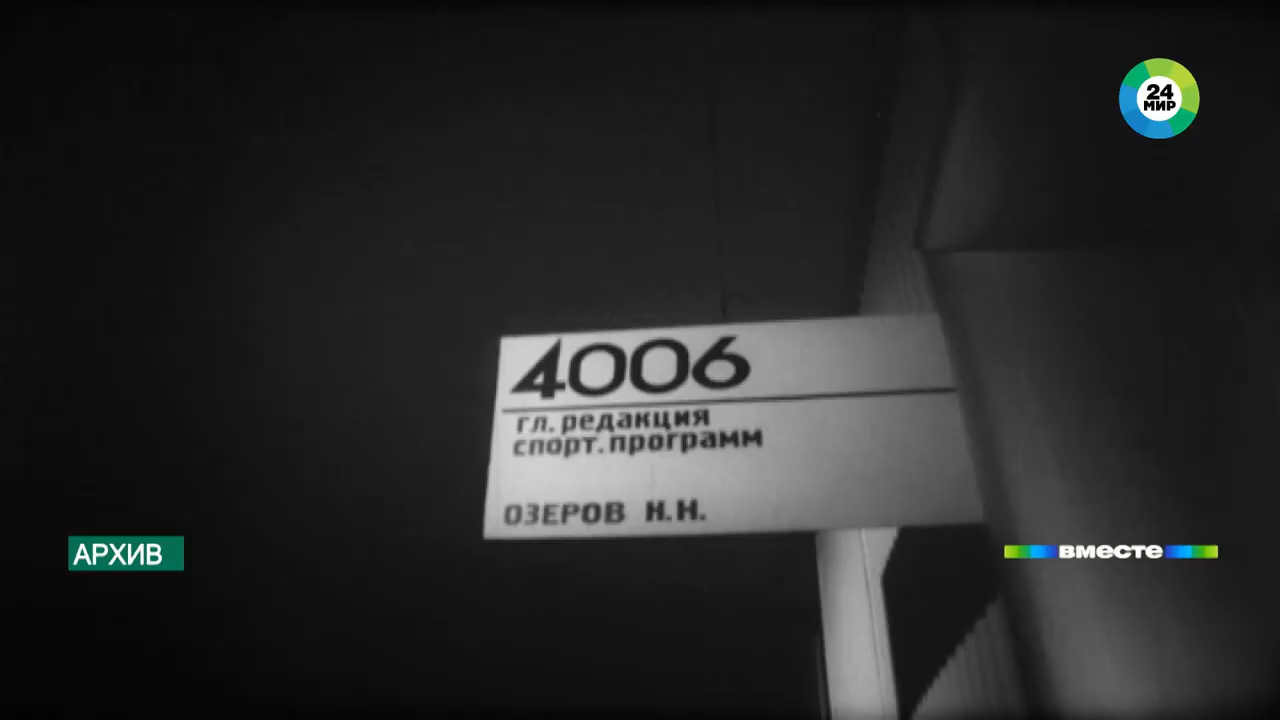 24
МИР
4006
гл. редакция
спорт. программ
ОЗЕРОВ Н.Н.
АРХИВ
вместе